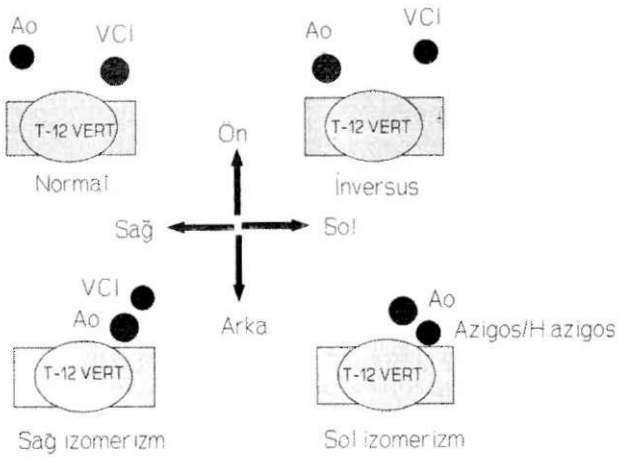 Ao VCI
T-12 VERT
Normal
Ao VCI
T-12 VERT
İnversus
Ön
Sağ Sol
Arka
VCI
Ao
T-12 VERT
Sağ izomerizm
Ao
Azigos/H azigos
T-12 VERT
Sol izomerizm